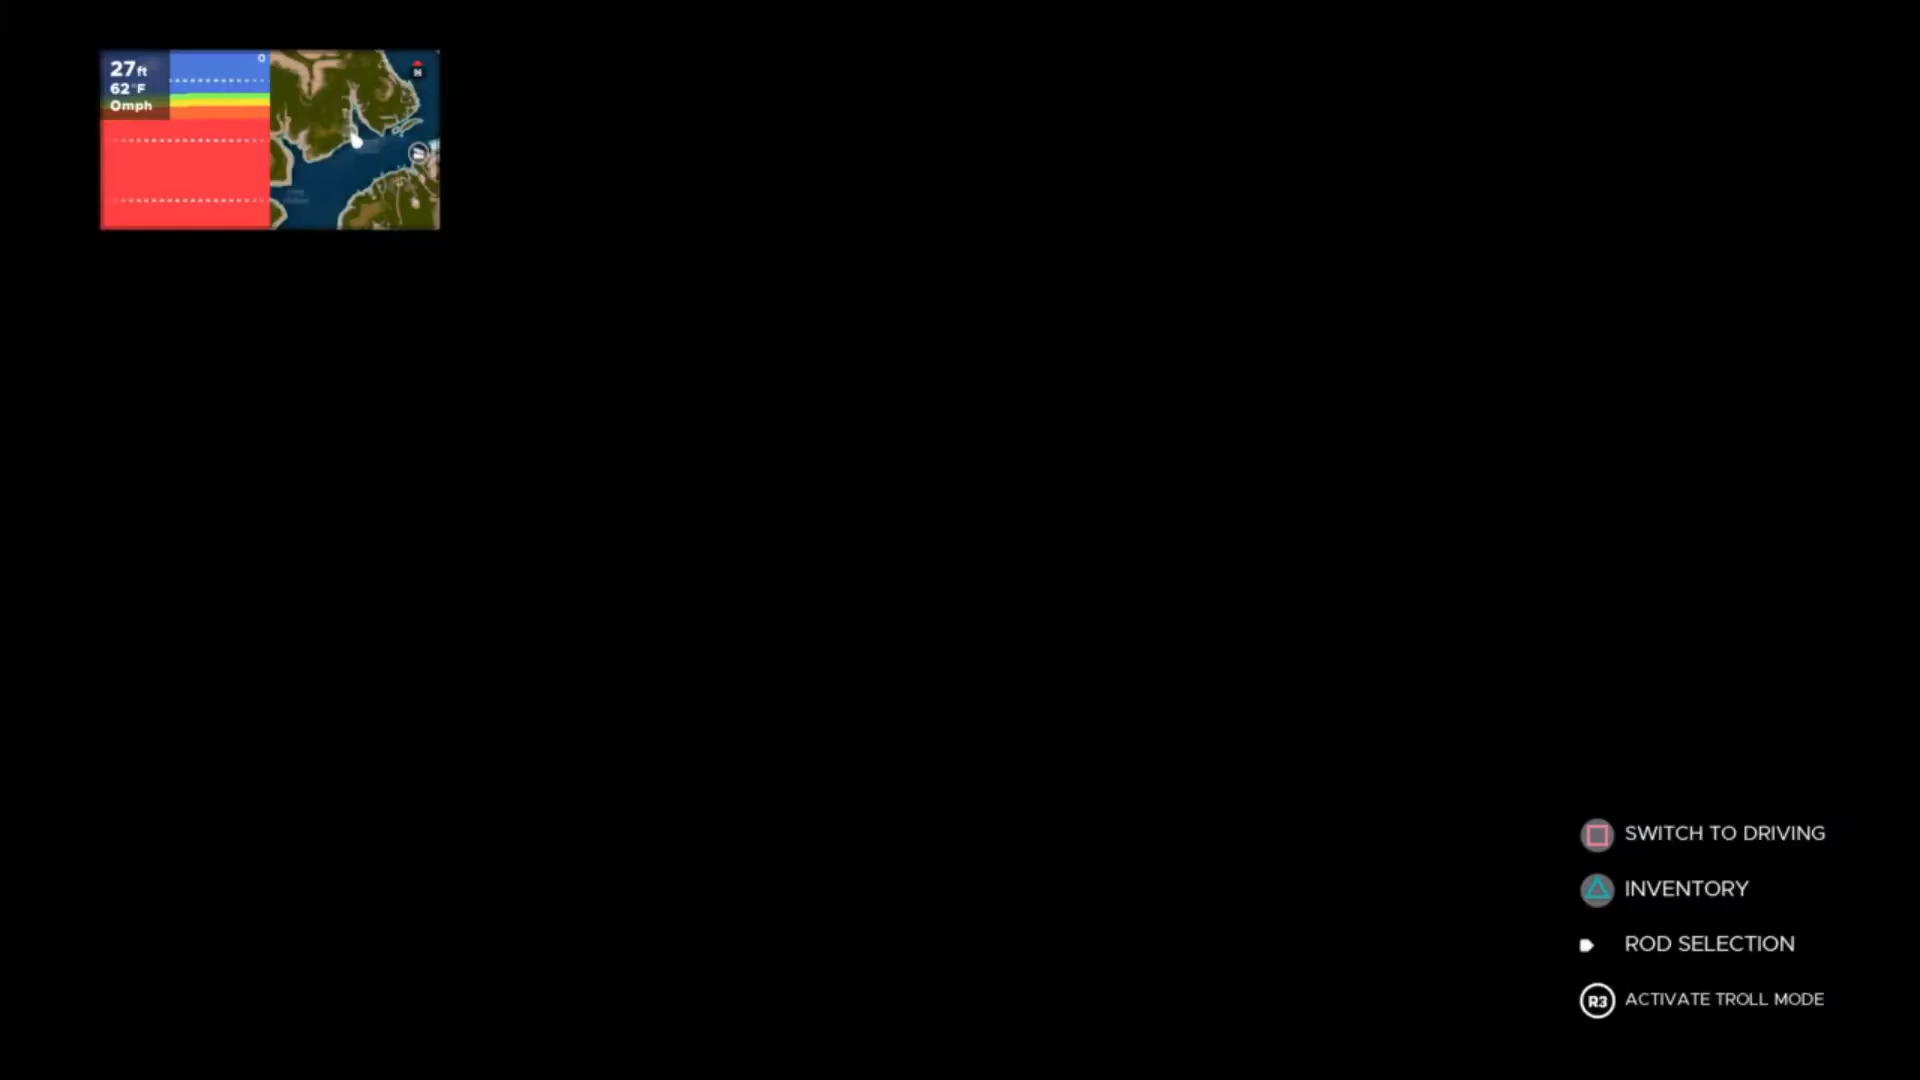 27ft
62°F
0mph
0
N
SWITCH TO DRIVING
INVENTORY
ROD SELECTION
R3 ACTIVATE TROLL MODE